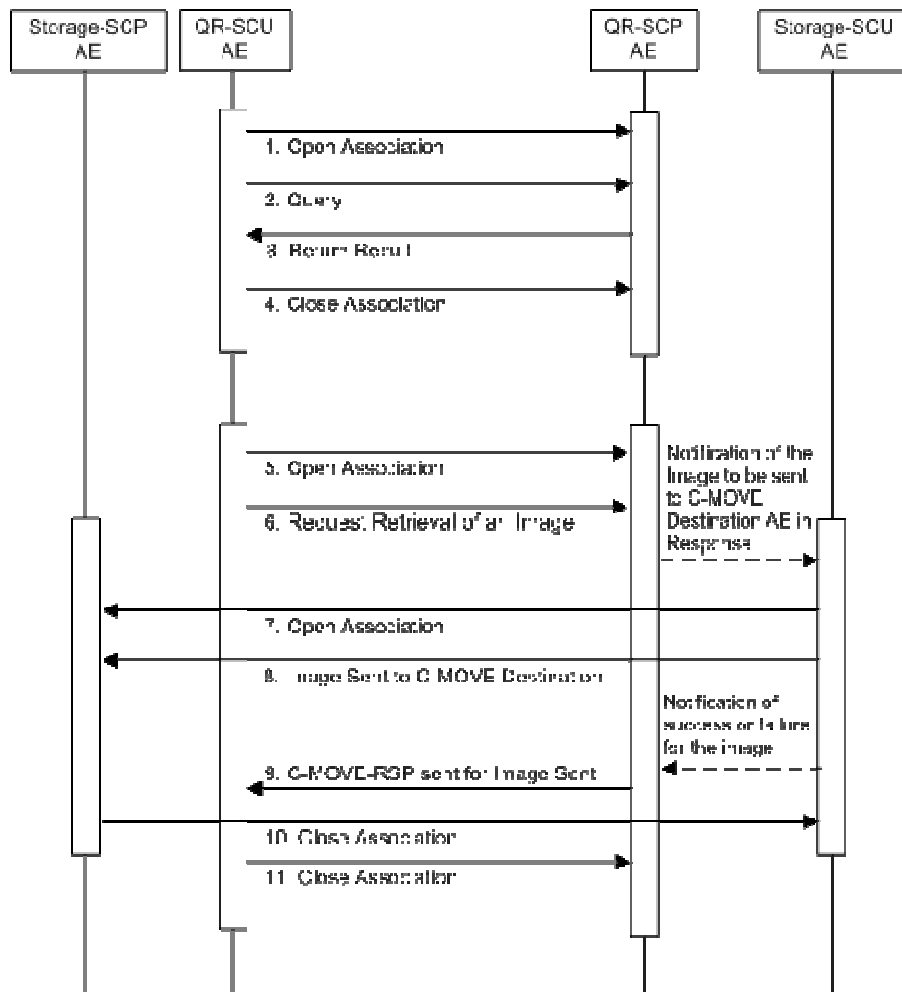 Storage-SCP
AE
QR-SCU
AE
QR-SCP
AE
Storage-SCU
AE
1. Open Association
2. Query
3. Return Result
4. Close Association
5. Open Association
6. Request Retrieval of an Image
Notification of the
Image to be sent
to C-MOVE
Destination AE in
Response
7. Open Association
8. Image Sent to C-MOVE Destination
Notification of
success or failure
for the image
9. C-MOVE-RSP sent for Image Sent
10. Close Association
11. Close Association